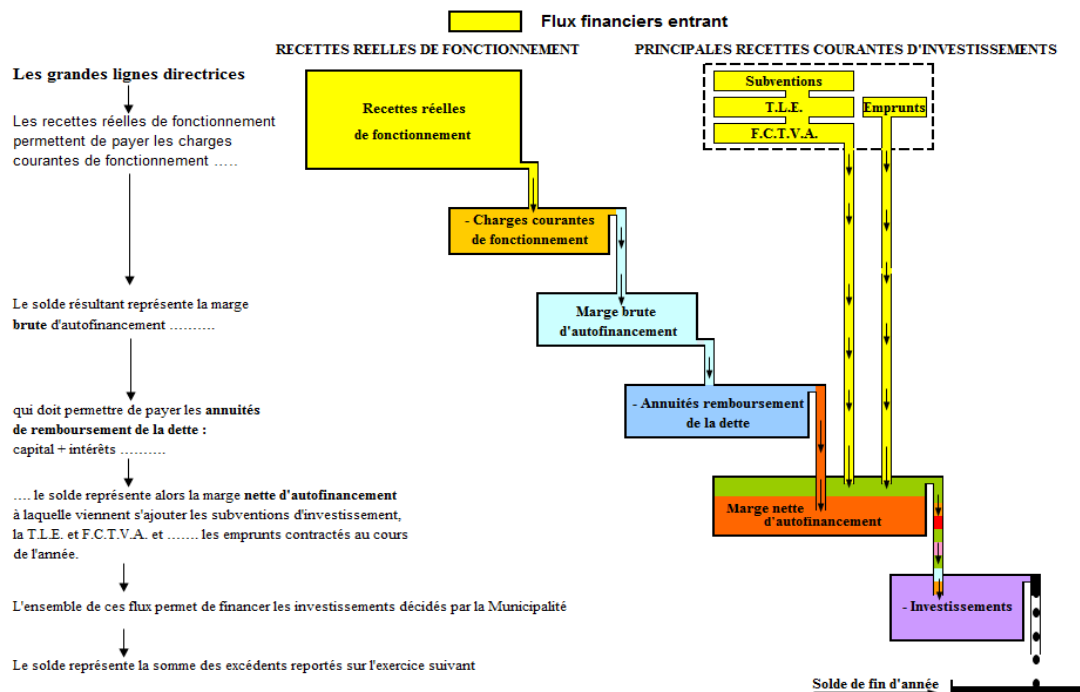 Flux financiers entrant
RECETTES REELLES DE FONCTIONNEMENT
PRINCIPALES RECETTES COURANTES D'INVESTISSEMENTS
Les grandes lignes directrices
Les recettes réelles de fonctionnement
permettent de payer les charges
courantes de fonctionnement …..
Recettes réelles
de fonctionnement
Subventions
T.L.E.
F.C.T.V.A.
Emprunts
- Charges courantes
de fonctionnement
Le solde résultant représente la marge
brute d'autofinancement ……….
Marge brute
d'autofinancement
qui doit permettre de payer les annuités
de remboursement de la dette :
capital + intérêts ……….
- Annuités remboursement
de la dette
…. le solde représente alors la marge nette d'autofinancement
à laquelle viennent s'ajouter les subventions d'investissement,
la T.L.E. et F.C.T.V.A. et ……. les emprunts contractés au cours
de l'année.
Marge nette
d'autofinancement
L'ensemble de ces flux permet de financer les investissements décidés par la Municipalité
- Investissements
Le solde représente la somme des excédents reportés sur l'exercice suivant
Solde de fin d'année